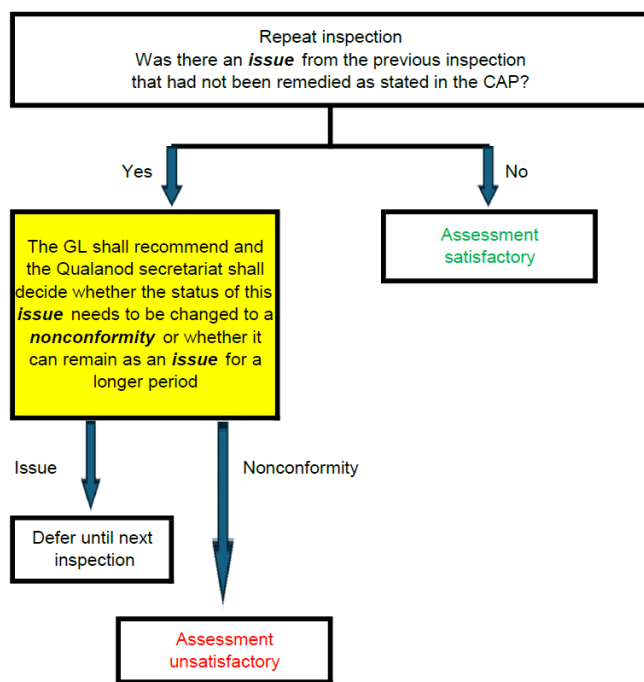 Repeat inspection
Was there an issue from the previous inspection
that had not been remedied as stated in the CAP?
Yes
No
The GL shall recommend and
the Qualanod secretariat shall
decide whether the status of this
issue needs to be changed to a
nonconformity or whether it
can remain as an issue for a
longer period
Assessment
satisfactory
Issue
Nonconformity
Defer until next
inspection
Assessment
unsatisfactory